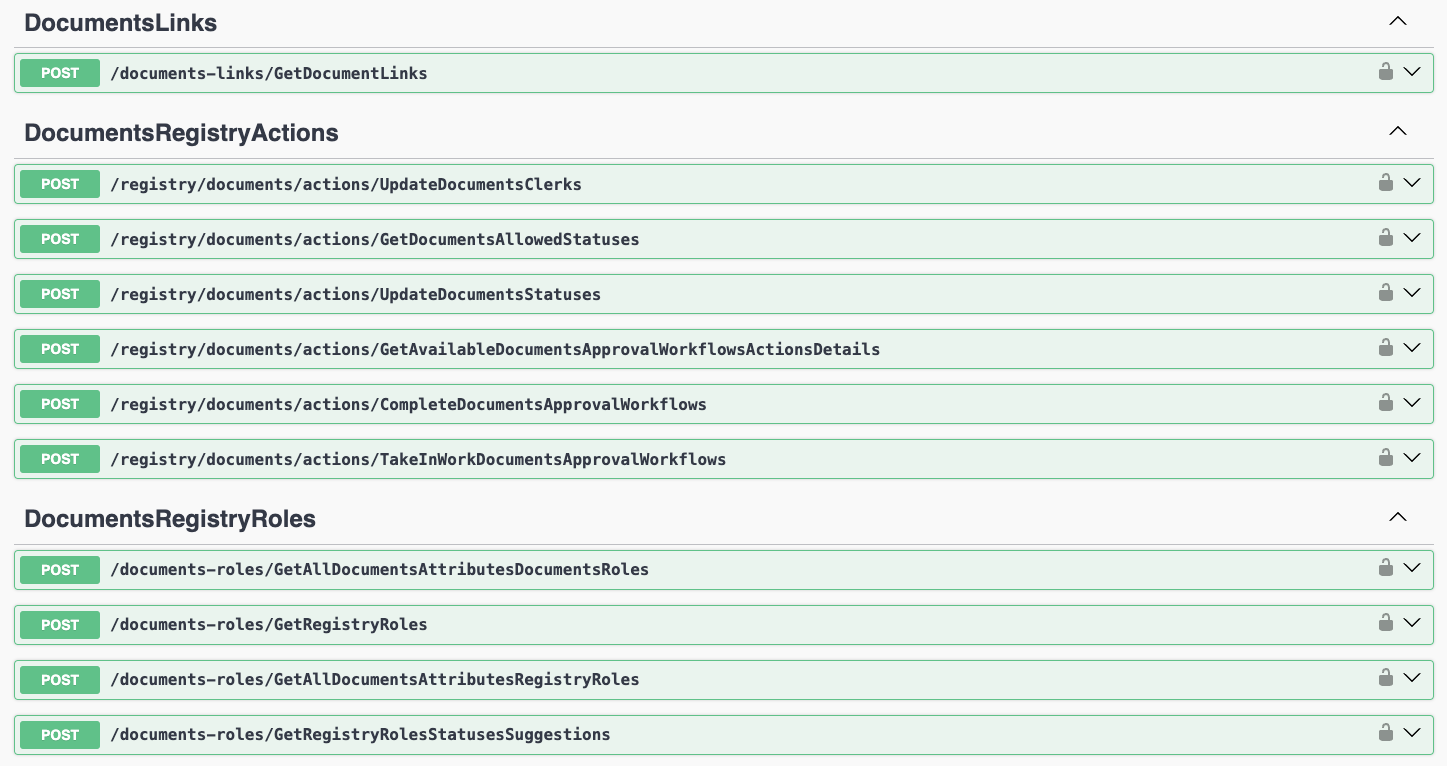 DocumentsLinks
POST /documents-links/GetDocumentLinks
DocumentsRegistryActions
POST /registry/documents/actions/UpdateDocumentsClerks
POST /registry/documents/actions/GetDocumentsAllowedStatuses
POST /registry/documents/actions/UpdateDocumentsStatuses
POST /registry/documents/actions/GetAvailableDocumentsApprovalWorkflowsActionsDetails
POST /registry/documents/actions/CompleteDocumentsApprovalWorkflows
POST /registry/documents/actions/TakeInWorkDocumentsApprovalWorkflows
DocumentsRegistryRoles
POST /documents-roles/GetAllDocumentsAttributesDocumentsRoles
POST /documents-roles/GetRegistryRoles
POST /documents-roles/GetAllDocumentsAttributesRegistryRoles
POST /documents-roles/GetRegistryRolesStatusesSuggestions